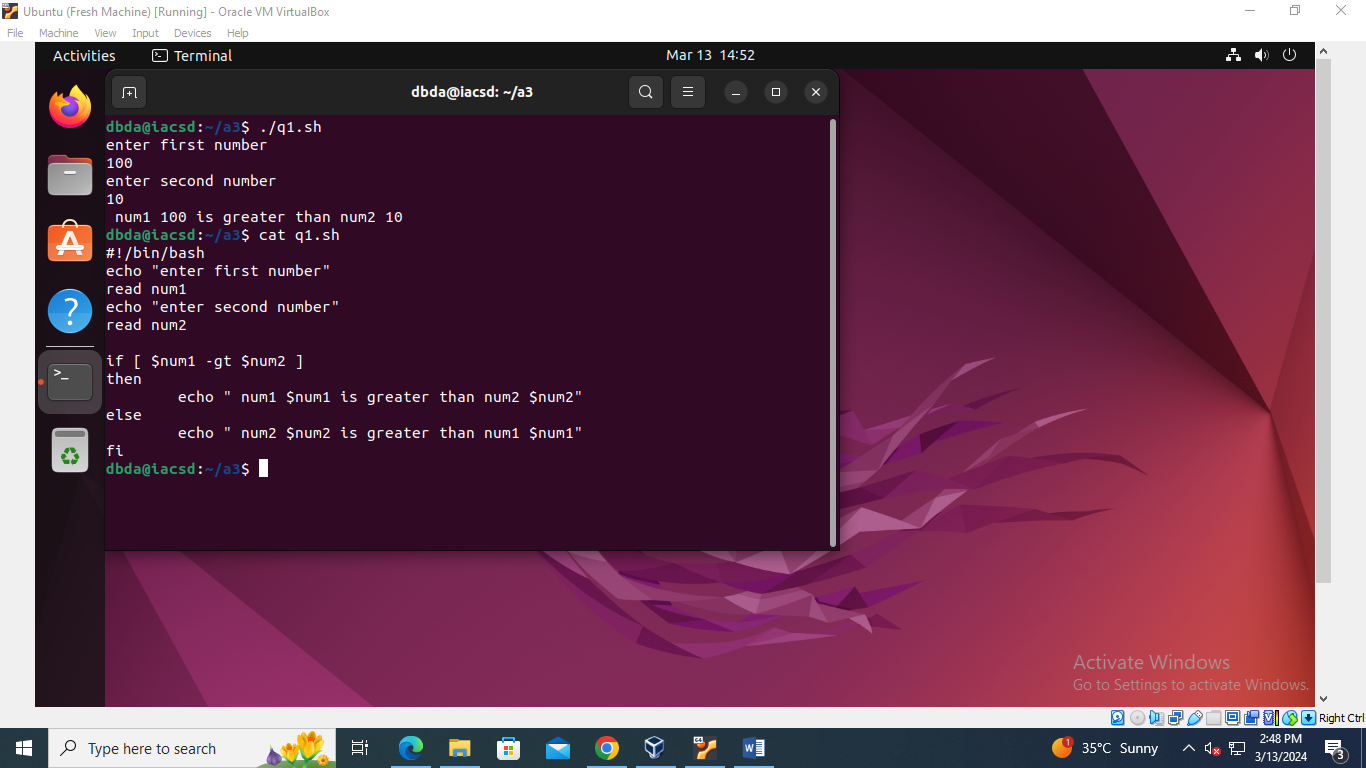 Ubuntu (Fresh Machine) [Running] - Oracle VM VirtualBox
File Machine View Input Devices Help
Activities Terminal Mar 13 14:52
dbda@iacsd: ~/a3
dbda@iacsd:~/a3$ ./q1.sh
enter first number
100
enter second number
10
 num1 100 is greater than num2 10
dbda@iacsd:~/a3$ cat q1.sh
#!/bin/bash
echo "enter first number"
read num1
echo "enter second number"
read num2
if [ $num1 -gt $num2 ]
then
        echo " num1 $num1 is greater than num2 $num2"
else
        echo " num2 $num2 is greater than num1 $num1"
fi
dbda@iacsd:~/a3$
Activate Windows
Go to Settings to activate Windows.
Right Ctrl
Type here to search
1
35°C Sunny
2:48 PM
3/13/2024
3